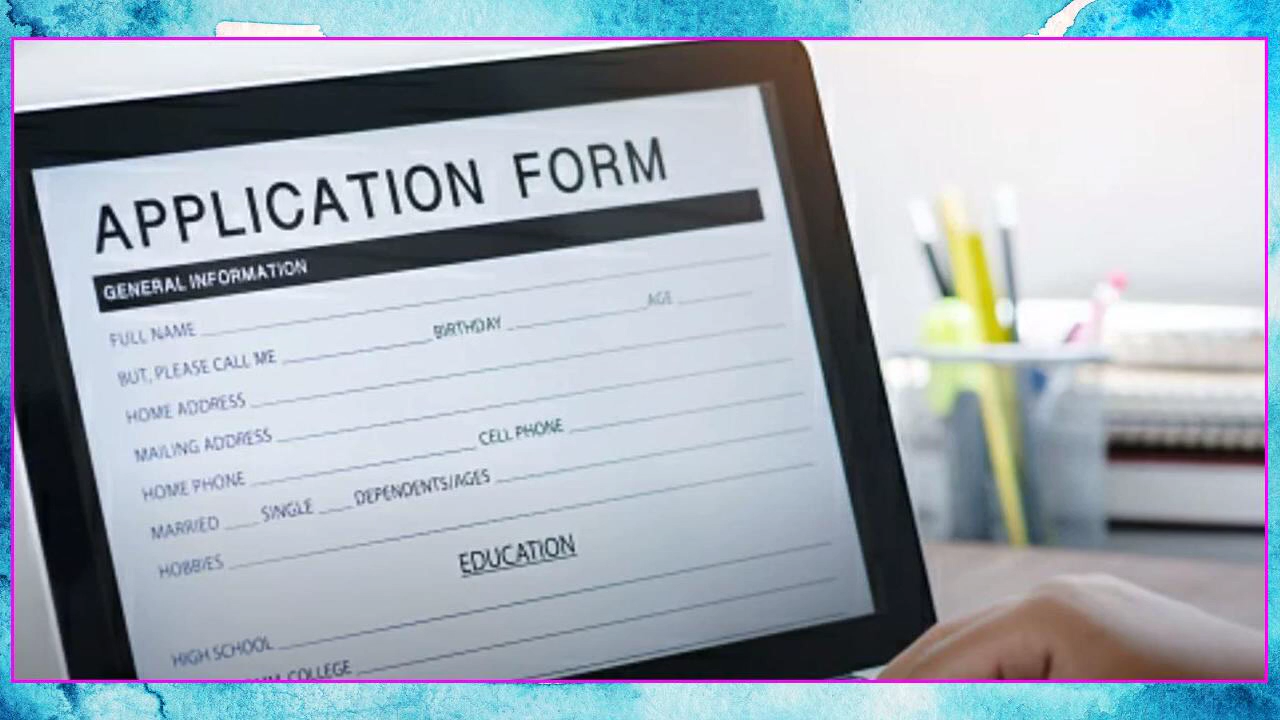 APPLICATION FORM
GENERAL INFORMATION
FULL NAME
BUT, PLEASE CALL ME BIRTHDAY AGE
HOME ADDRESS
MAILING ADDRESS
HOME PHONE CELL PHONE
MARRIED SINGLE DEPENDENTS/AGES
HOBBIES
EDUCATION
HIGH SCHOOL
COLLEGE